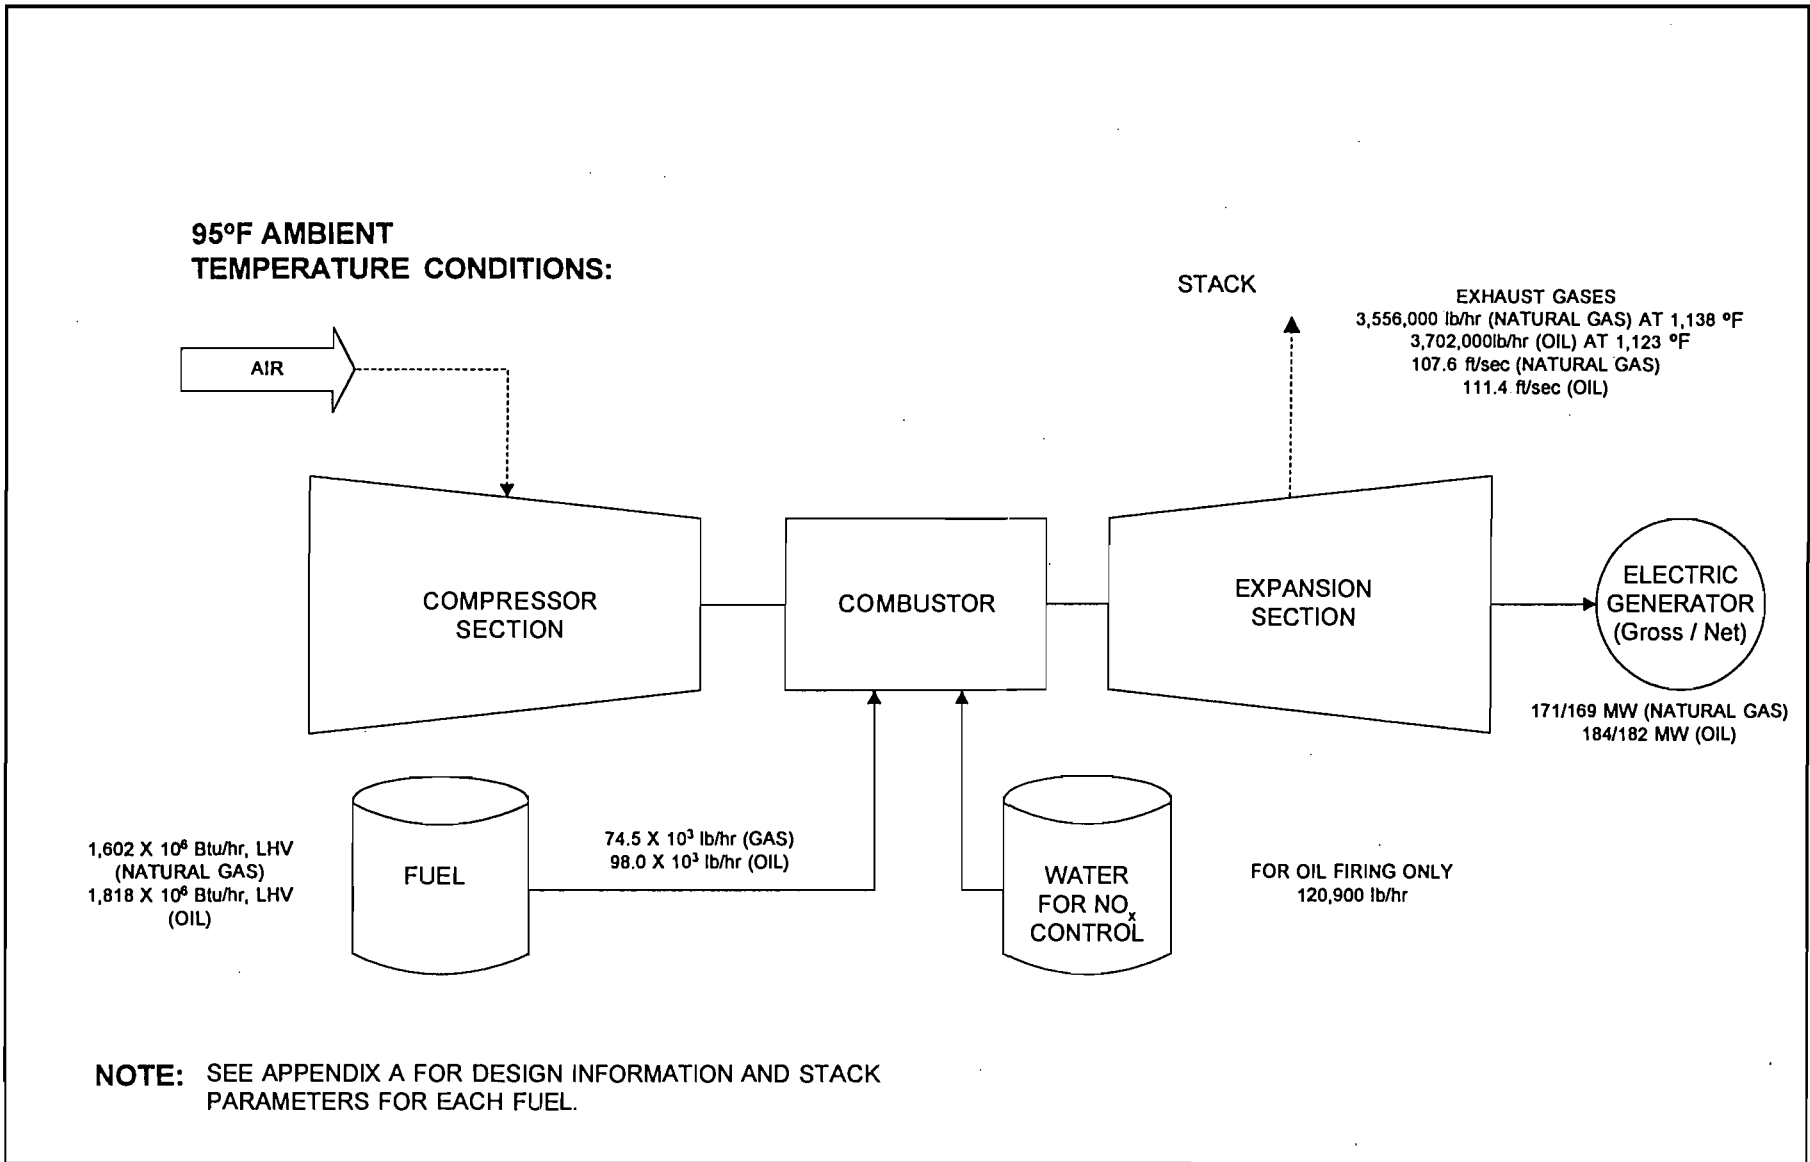 95ºF AMBIENT
TEMPERATURE CONDITIONS:
AIR
STACK
EXHAUST GASES
3,556,000 lb/hr (NATURAL GAS) AT 1,138 ºF
3,702,000lb/hr (OIL) AT 1,123 ºF
107.6 ft/sec (NATURAL GAS)
111.4 ft/sec (OIL)
COMPRESSOR
SECTION
COMBUSTOR
EXPANSION
SECTION
ELECTRIC
GENERATOR
(Gross / Net)
171/169 MW (NATURAL GAS)
184/182 MW (OIL)
1,602 X 10⁶ Btu/hr, LHV
(NATURAL GAS)
1,818 X 10⁶ Btu/hr, LHV
(OIL)
FUEL
74.5 X 10³ lb/hr (GAS)
98.0 X 10³ lb/hr (OIL)
WATER
FOR NOₓ
CONTROL
FOR OIL FIRING ONLY
120,900 lb/hr
NOTE: SEE APPENDIX A FOR DESIGN INFORMATION AND STACK
PARAMETERS FOR EACH FUEL.